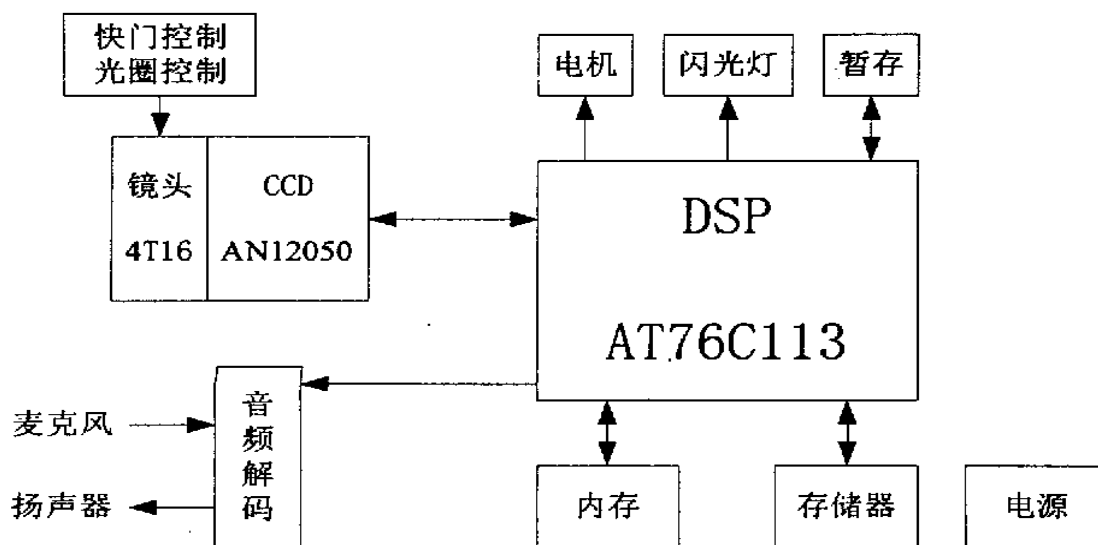 快门控制
光圈控制
电机
闪光灯
暂存
镜头
CCD
4T16
AN12050
DSP
AT76C113
音频解码
麦克风
扬声器
内存
存储器
电源